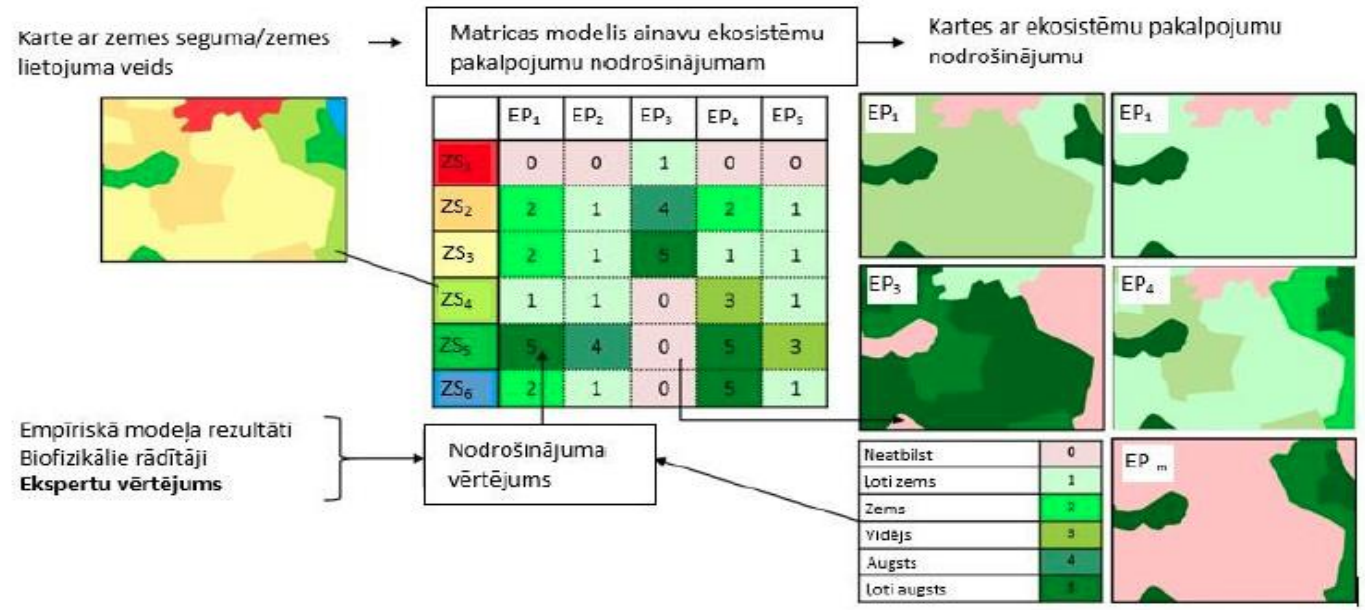 Karte ar zemes seguma/zemes
lietojuma veids
Matricas modelis ainavu ekosistēmu
pakalpojumu nodrošinājumam
Kartes ar ekosistēmu pakalpojumu
nodrošinājumu
EP₁ EP₂ EP₃ EP₄ EP₅
ZS₁ 0 0 1 0 0
ZS₂ 2 1 4 2 1
ZS₃ 2 1 5 1 1
ZS₄ 1 1 0 3 1
ZS₅ 5 4 0 5 3
ZS₆ 2 1 0 5 1
EP₁
EP₁
EP₃
EP₄
EP ₘ
Empīriskā modeļa rezultāti
Biofizikālie rādītāji
Ekspertu vērtējums
Nodrošinājuma
vērtējums
Neatbilst 0
Ļoti zems 1
Zems 2
Vidējs 3
Augsts 4
Ļoti augsts 5